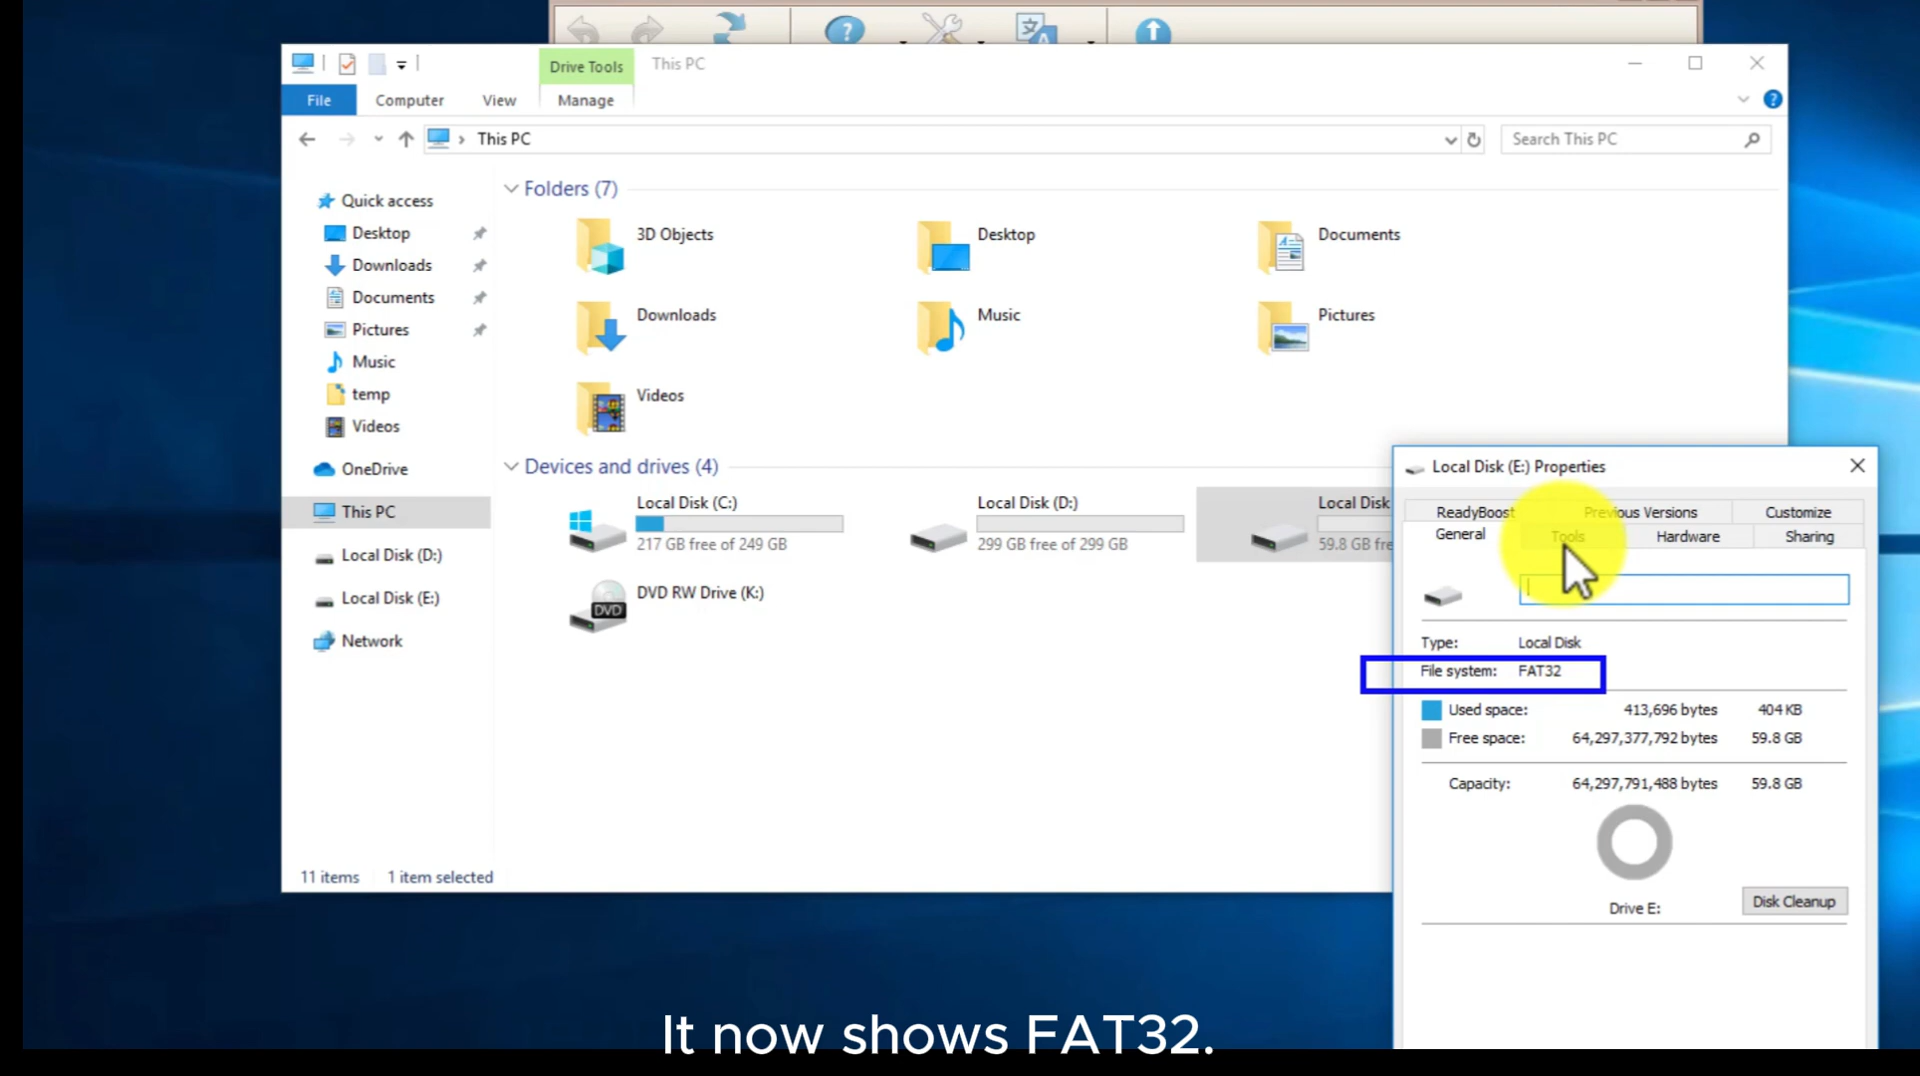 Drive Tools
This PC
File
Computer
View
Manage
This PC
Search This PC
Quick access
Desktop
Downloads
Documents
Pictures
Music
temp
Videos
OneDrive
This PC
Local Disk (D:)
Local Disk (E:)
Network
Folders (7)
3D Objects
Desktop
Documents
Downloads
Music
Pictures
Videos
Devices and drives (4)
Local Disk (C:)
217 GB free of 249 GB
Local Disk (D:)
299 GB free of 299 GB
Local Disk
59.8 GB fre
DVD
DVD RW Drive (K:)
11 items
1 item selected
Local Disk (E:) Properties
ReadyBoost
Previous Versions
Customize
General
Tools
Hardware
Sharing
Type: Local Disk
File system: FAT32
Used space: 413,696 bytes 404 KB
Free space: 64,297,377,792 bytes 59.8 GB
Capacity: 64,297,791,488 bytes 59.8 GB
Drive E:
Disk Cleanup
It now shows FAT32.